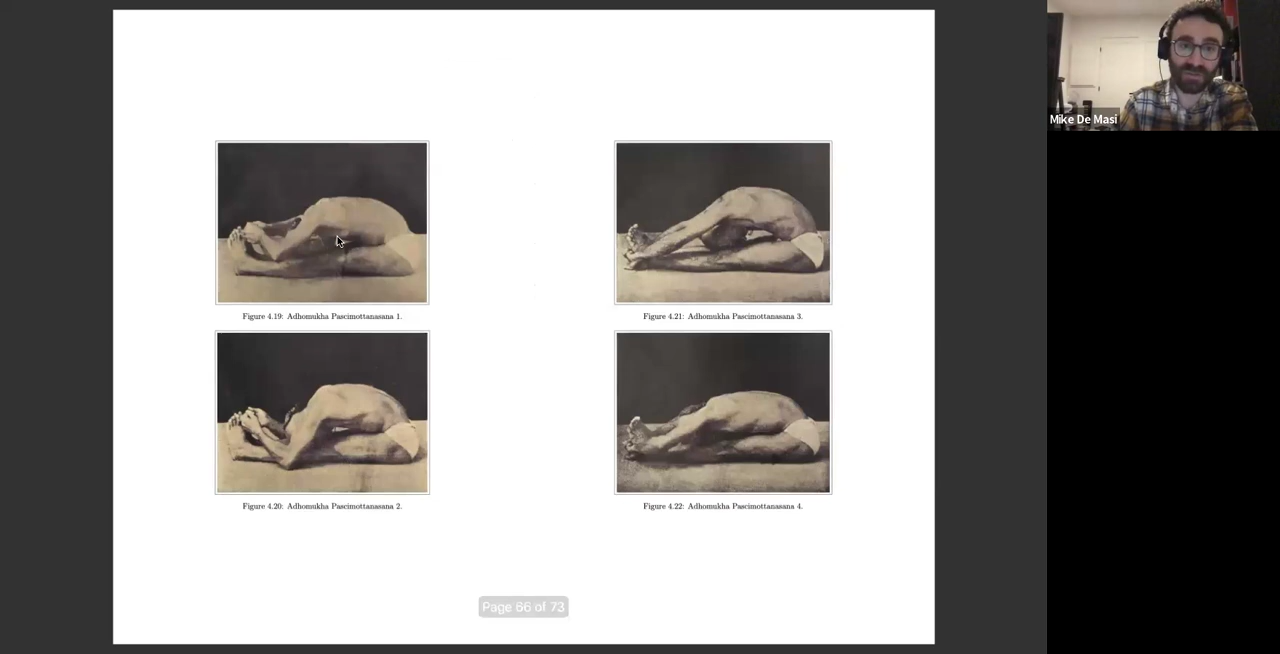 Mike De Masi
Figure 4.19: Adhomukha Pascimottanasana 1.
Figure 4.21: Adhomukha Pascimottanasana 3.
Figure 4.20: Adhomukha Pascimottanasana 2.
Figure 4.22: Adhomukha Pascimottanasana 4.
Page 66 of 73